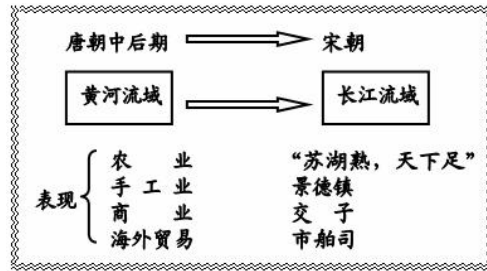 唐朝中后期 宋朝
黄河流域 长江流域
表现
农业 “苏湖熟，天下足”
手工业 景德镇
商业 交子
海外贸易 市舶司